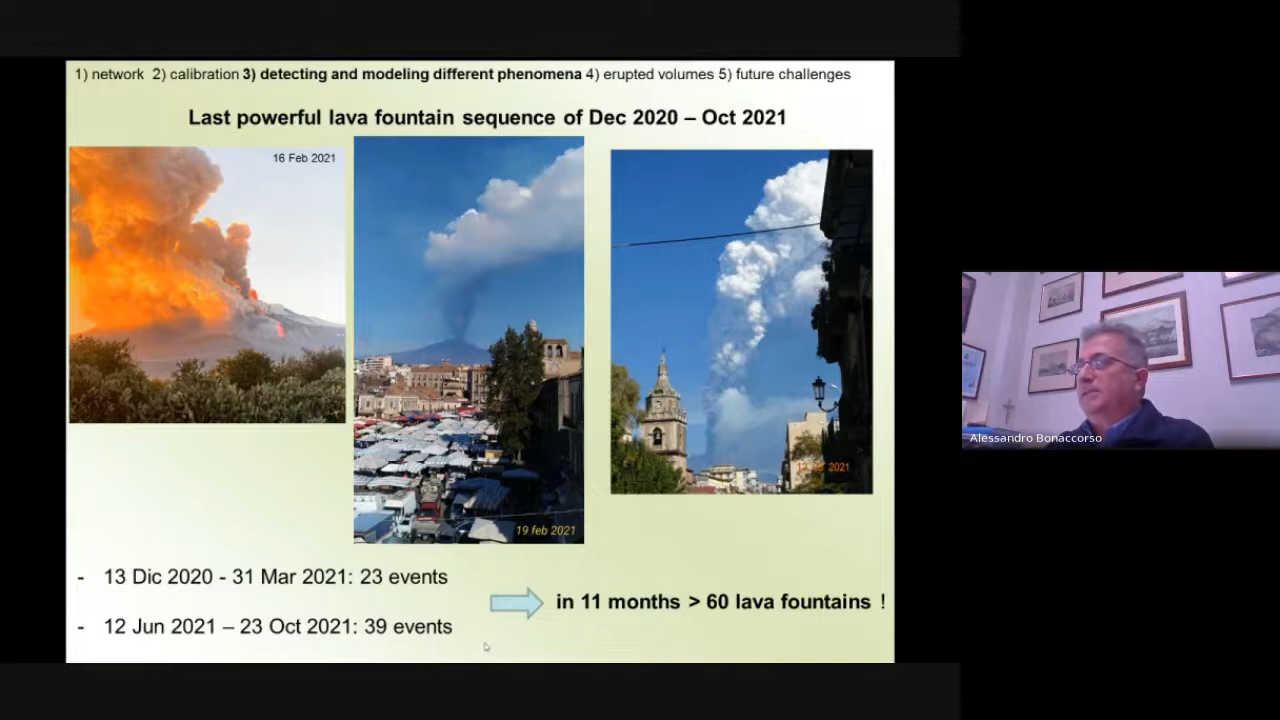 1) network 2) calibration 3) detecting and modeling different phenomena 4) erupted volumes 5) future challenges
Last powerful lava fountain sequence of Dec 2020 – Oct 2021
16 Feb 2021
19 feb 2021
2021
- 13 Dic 2020 - 31 Mar 2021: 23 events
in 11 months > 60 lava fountains !
- 12 Jun 2021 – 23 Oct 2021: 39 events
Alessandro Bonaccorso